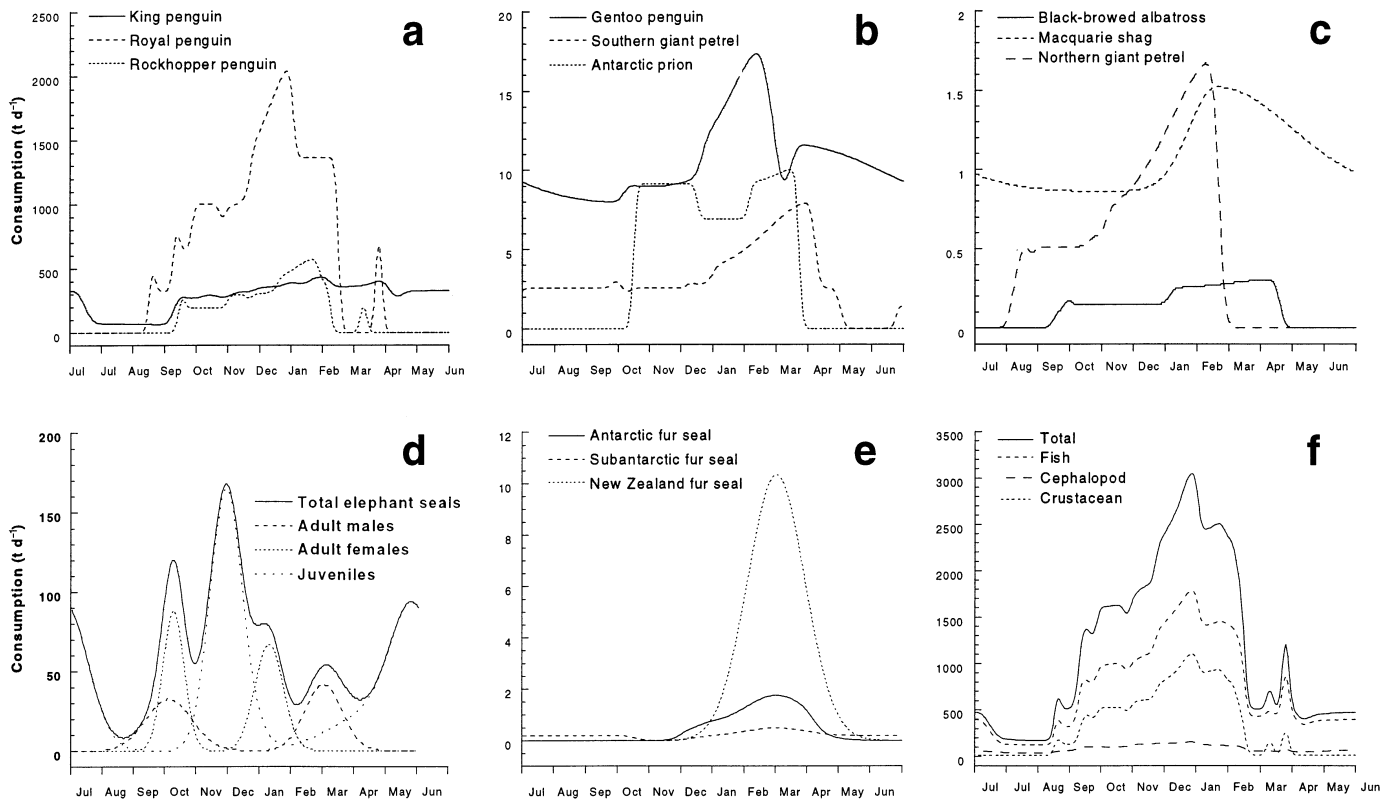 a
King penguin
Royal penguin
Rockhopper penguin
Consumption (t d⁻¹)
2500
2000
1500
1000
500
0
Jul Aug Sep Oct Nov Dec Jan Feb Mar Apr May Jun
b
Gentoo penguin
Southern giant petrel
Antarctic prion
20
15
10
5
0
Jul Aug Sep Oct Nov Dec Jan Feb Mar Apr May Jun
c
Black-browed albatross
Macquarie shag
Northern giant petrel
2
1.5
1
0.5
0
Jul Aug Sep Oct Nov Dec Jan Feb Mar Apr May Jun
d
Total elephant seals
Adult males
Adult females
Juveniles
Consumption (t d⁻¹)
200
150
100
50
0
Jul Aug Sep Oct Nov Dec Jan Feb Mar Apr May Jun
e
Antarctic fur seal
Subantarctic fur seal
New Zealand fur seal
12
10
8
6
4
2
0
Jul Aug Sep Oct Nov Dec Jan Feb Mar Apr May Jun
f
Total
Fish
Cephalopod
Crustacean
3500
3000
2500
2000
1500
1000
500
0
Jul Aug Sep Oct Nov Dec Jan Feb Mar Apr May Jun